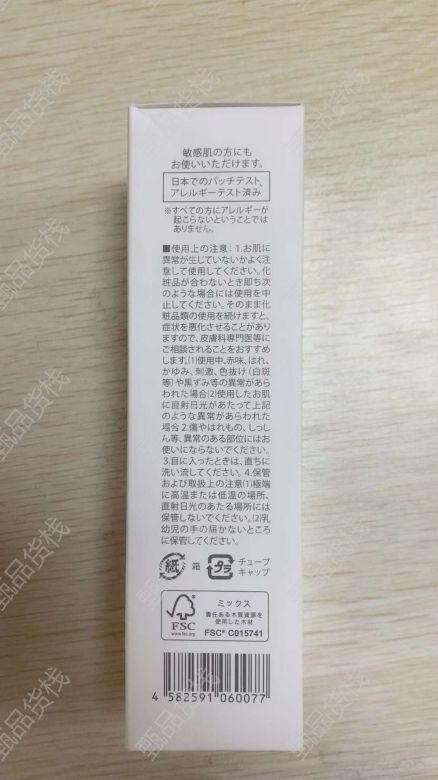 敏感肌の方にも
お使いいただけます。
日本でのパッチテスト、
アレルギーテスト済み
※すべての方にアレルギーが
起こらないということでは
ありません。
■使用上の注意：1.お肌に
異常が生じていないかよく注
意して使用してください。化
粧品が合わないとき即ち次
のような場合には使用を中
止してください。そのまま化
粧品類の使用を続けますと、
症状を悪化させることがあり
ますので、皮膚科専門医等に
ご相談されることをおすすめ
します。⑴使用中、赤味、はれ、
かゆみ、刺激、色抜け（白斑
等）や黒ずみ等の異常があら
われた場合⑵使用したお肌
に直射日光があたって上記
のような異常があらわれた
場合 2.傷やはれもの、しっし
ん等、異常のある部位にはお
使いにならないでください。
3.目に入ったときは、直ちに
洗い流してください。4.保管
および取扱上の注意⑴極端
に高温または低温の場所、
直射日光のあたる場所には
保管しないでください。⑵乳
幼児の手の届かないところ
に保管してください。
紙 箱 プラ チューブ
キャップ
FSC
www.fsc.org
ミックス
責任ある木質資源を
使用した木材
FSC® C015741
4 582591 060077
甄品货栈